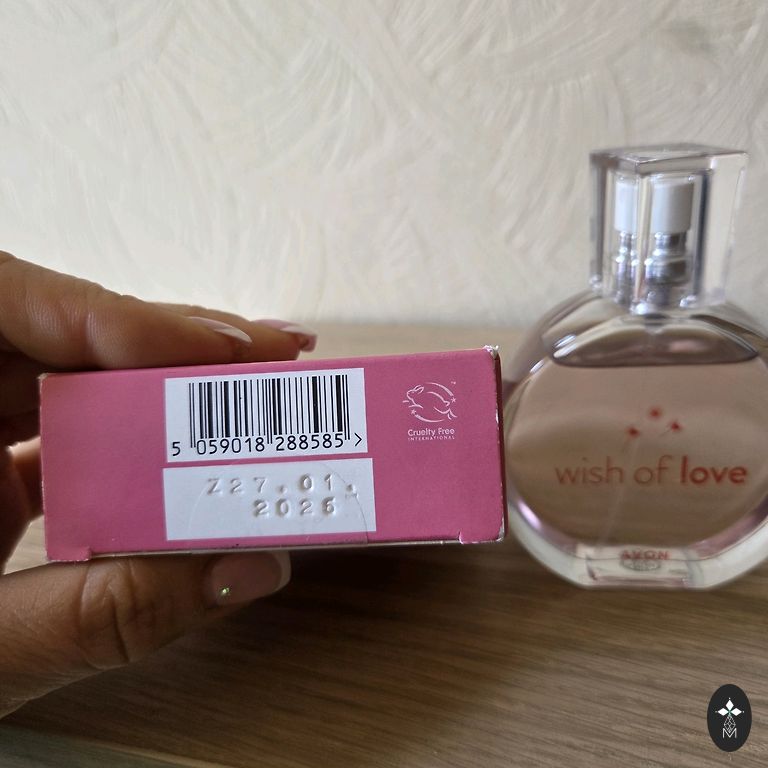 5 059018 288585 >
Cruelty Free
INTERNATIONAL
Z27.01.
2026
wish of love
AVON
M